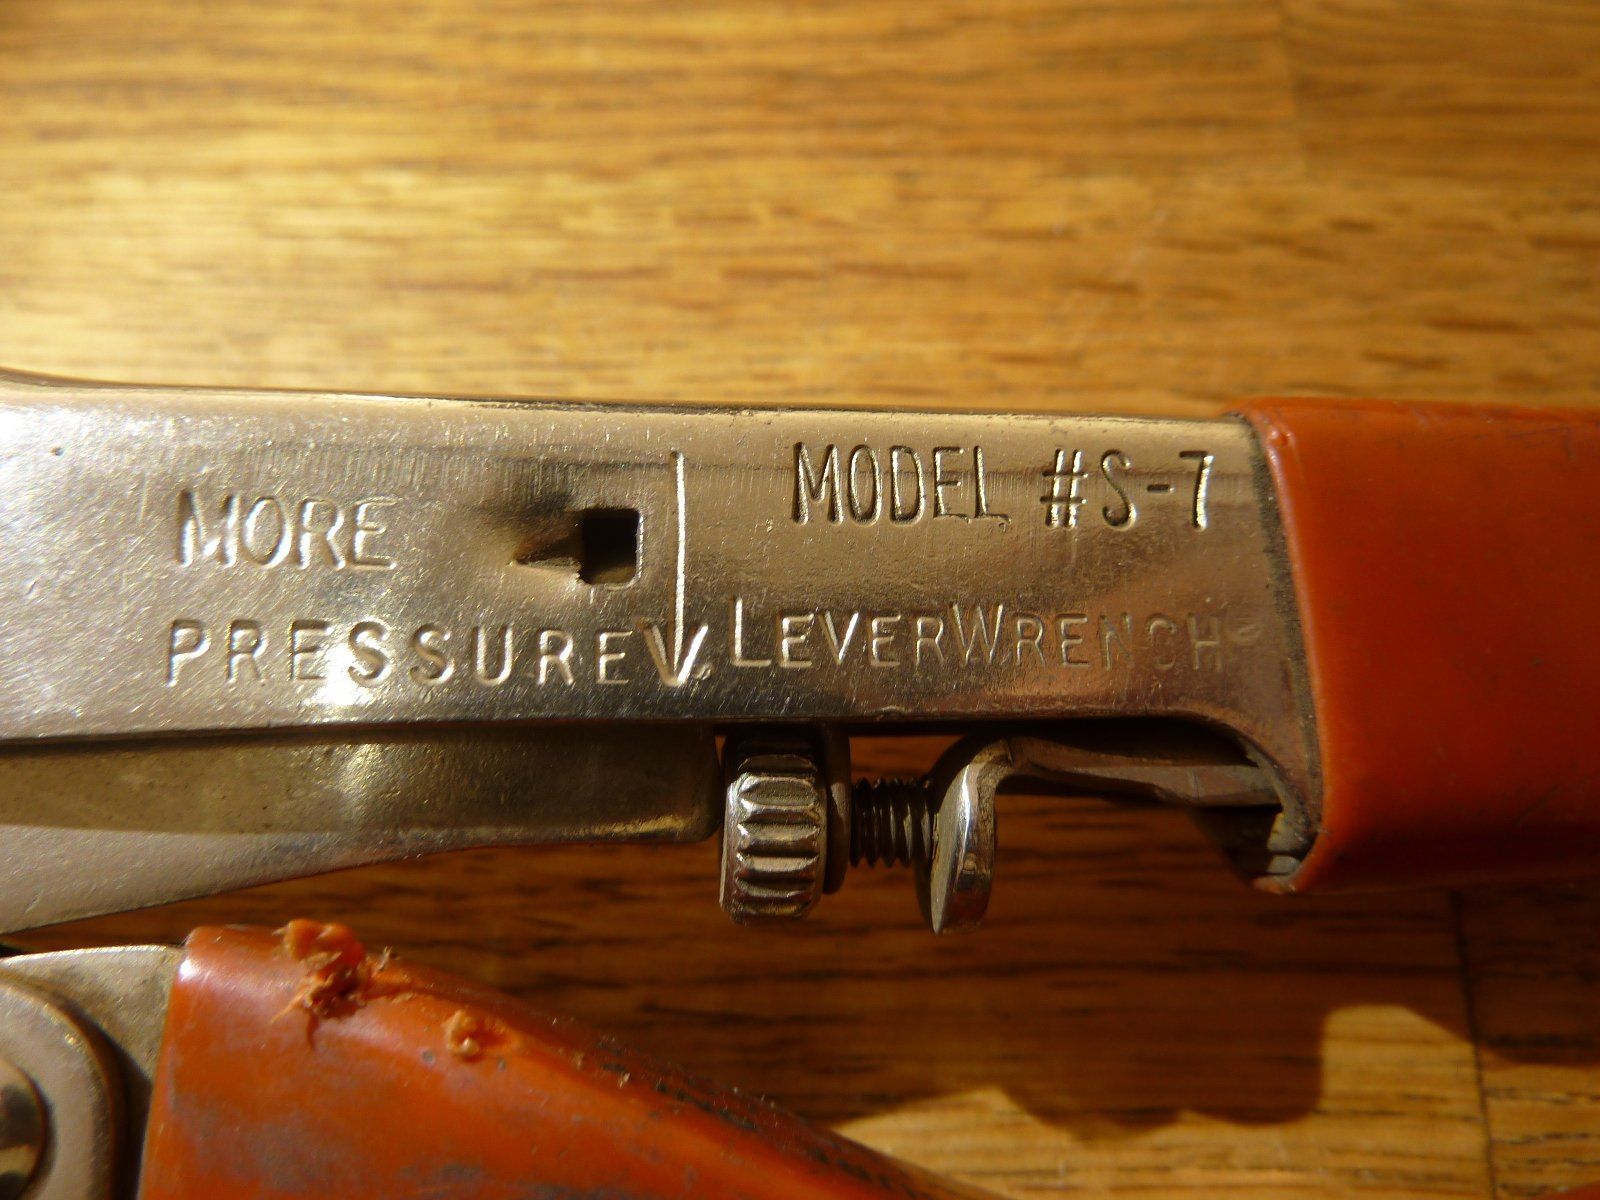 MORE
PRESSURE
MODEL #S-7
LEVERWRENCH